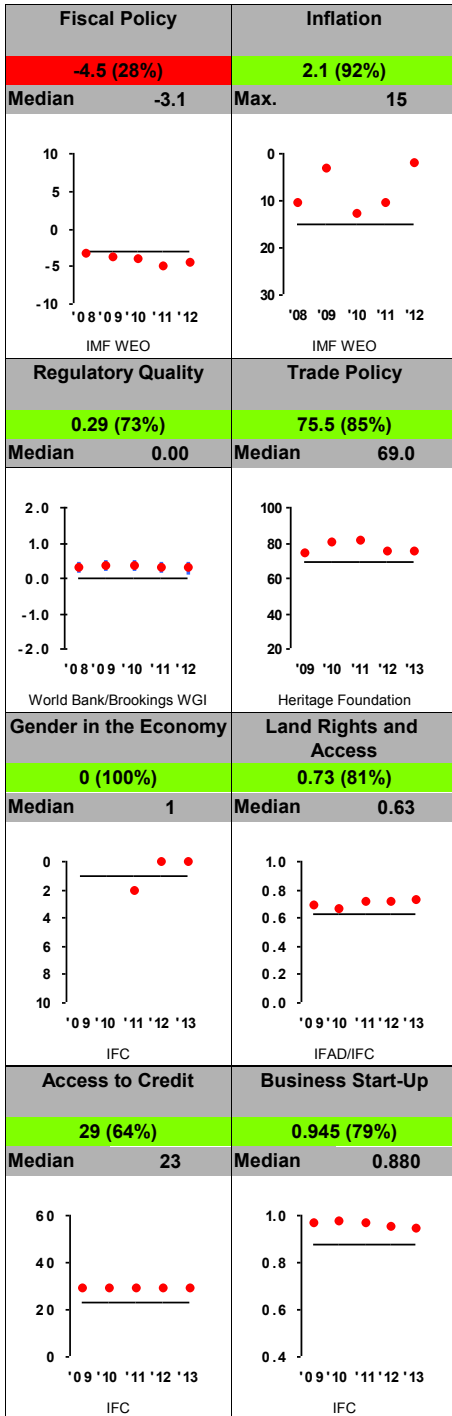 Fiscal Policy
-4.5 (28%)
Median -3.1
10
5
0
-5
-10
'08 '09 '10 '11 '12
IMF WEO
Inflation
2.1 (92%)
Max. 15
0
10
20
30
'08 '09 '10 '11 '12
IMF WEO
Regulatory Quality
0.29 (73%)
Median 0.00
2.0
1.0
0.0
-1.0
-2.0
'08 '09 '10 '11 '12
World Bank/Brookings WGI
Trade Policy
75.5 (85%)
Median 69.0
100
80
60
40
20
'09 '10 '11 '12 '13
Heritage Foundation
Gender in the Economy
0 (100%)
Median 1
0
2
4
6
8
10
'09 '10 '11 '12 '13
IFC
Land Rights and
Access
0.73 (81%)
Median 0.63
1.0
0.8
0.6
0.4
0.2
0.0
'09 '10 '11 '12 '13
IFAD/IFC
Access to Credit
29 (64%)
Median 23
60
40
20
0
'09 '10 '11 '12 '13
IFC
Business Start-Up
0.945 (79%)
Median 0.880
1.0
0.8
0.6
0.4
'09 '10 '11 '12 '13
IFC